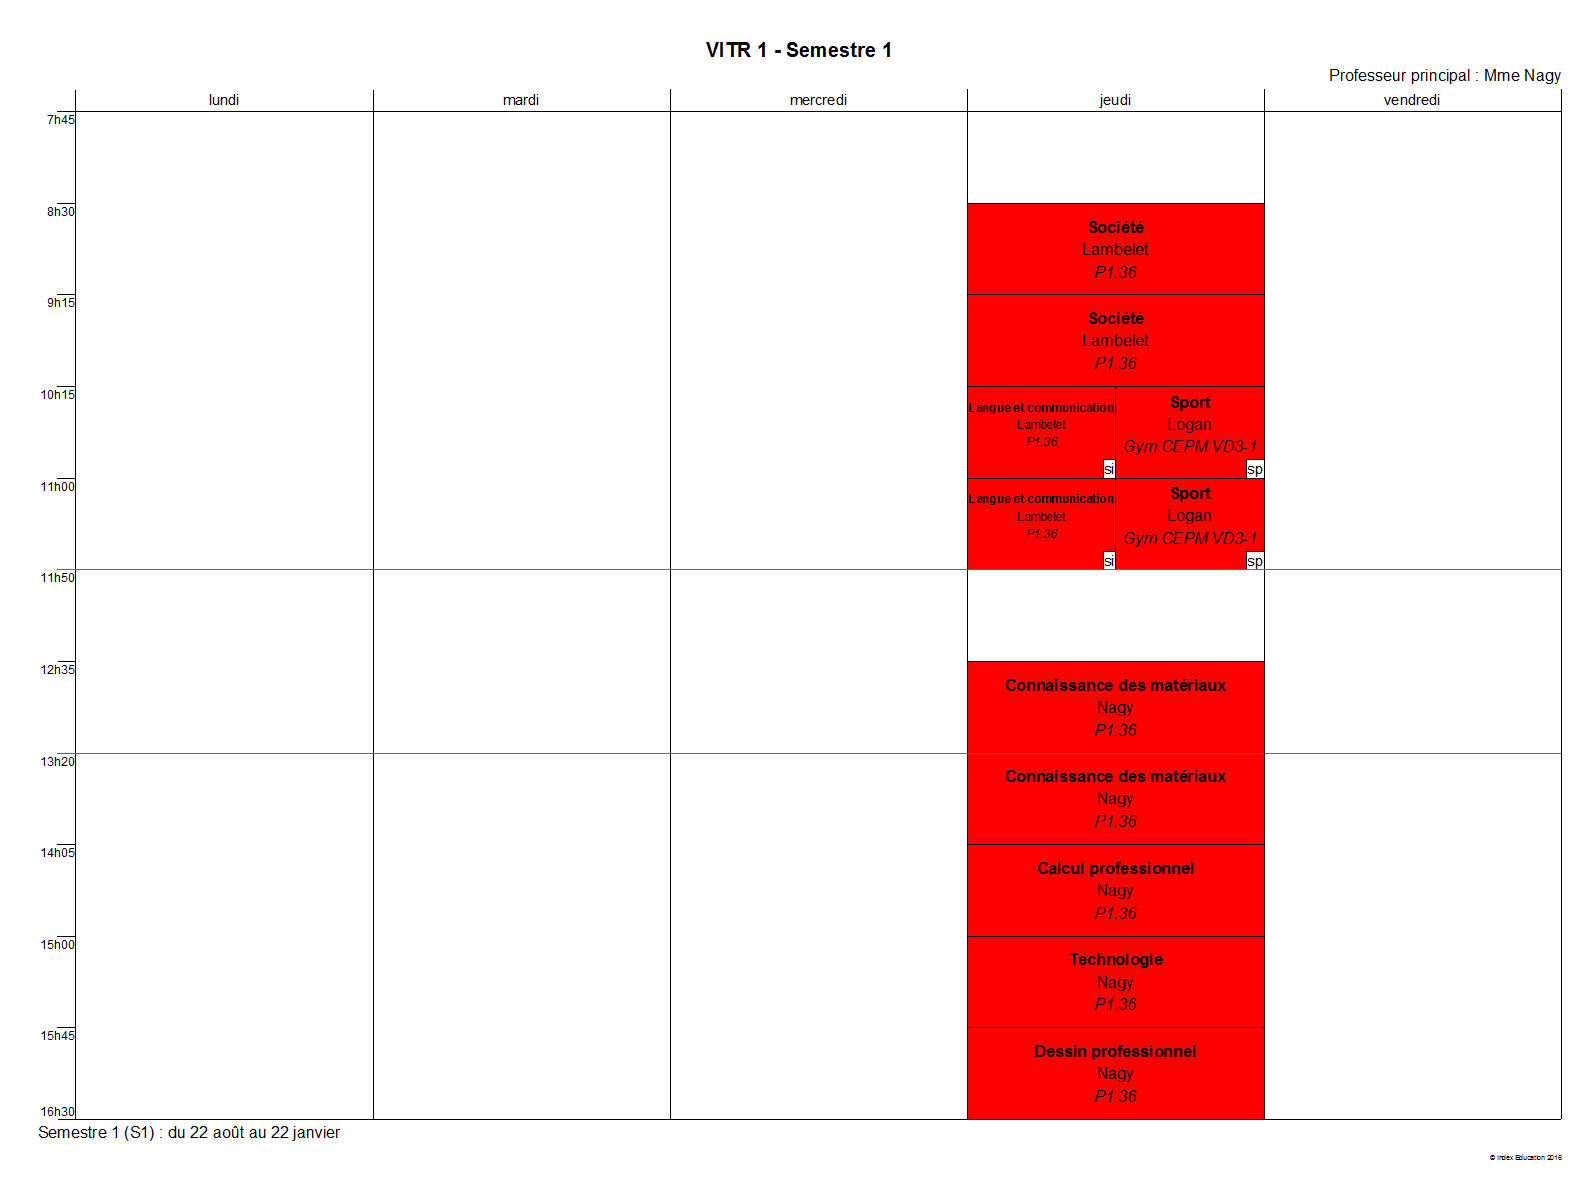 VITR 1 - Semestre 1
Professeur principal : Mme Nagy
lundi
mardi
mercredi
jeudi
vendredi
7h45
8h30
Société
Lambelet
P1.36
9h15
Société
Lambelet
P1.36
10h15
Langue et communication
Lambelet
P1.36
si
Sport
Logan
Gym CEPM VD3-1
sp
11h00
Langue et communication
Lambelet
P1.36
si
Sport
Logan
Gym CEPM VD3-1
sp
11h50
12h35
Connaissance des matériaux
Nagy
P1.36
13h20
Connaissance des matériaux
Nagy
P1.36
14h05
Calcul professionnel
Nagy
P1.36
15h00
Technologie
Nagy
P1.36
15h45
Dessin professionnel
Nagy
P1.36
16h30
Semestre 1 (S1) : du 22 août au 22 janvier
© Index Education 2016